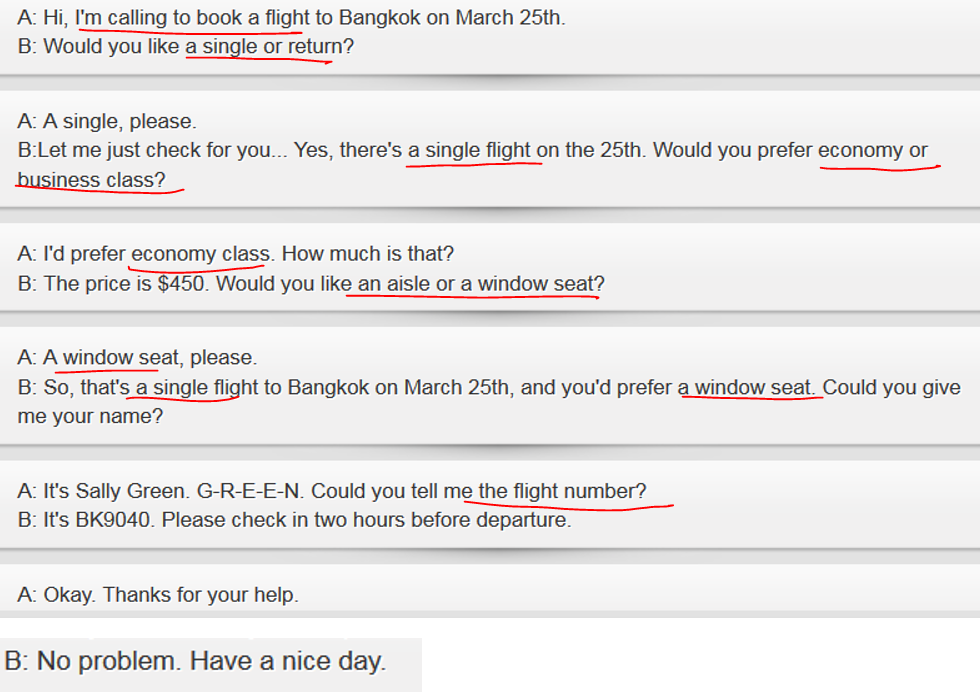 A: Hi, I'm calling to book a flight to Bangkok on March 25th.
B: Would you like a single or return?
A: A single, please.
B:Let me just check for you... Yes, there's a single flight on the 25th. Would you prefer economy or
business class?
A: I'd prefer economy class. How much is that?
B: The price is $450. Would you like an aisle or a window seat?
A: A window seat, please.
B: So, that's a single flight to Bangkok on March 25th, and you'd prefer a window seat. Could you give
me your name?
A: It's Sally Green. G-R-E-E-N. Could you tell me the flight number?
B: It's BK9040. Please check in two hours before departure.
A: Okay. Thanks for your help.
B: No problem. Have a nice day.